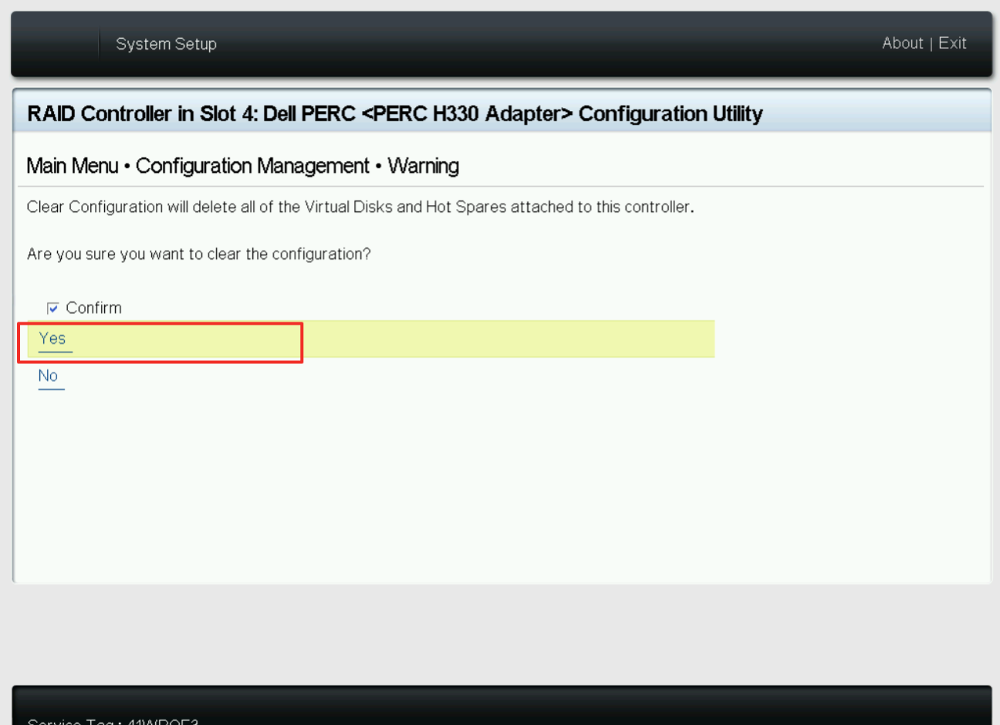 System Setup
About | Exit
RAID Controller in Slot 4: Dell PERC <PERC H330 Adapter> Configuration Utility
Main Menu • Configuration Management • Warning
Clear Configuration will delete all of the Virtual Disks and Hot Spares attached to this controller.
Are you sure you want to clear the configuration?
Confirm
Yes
No
Service Tag :